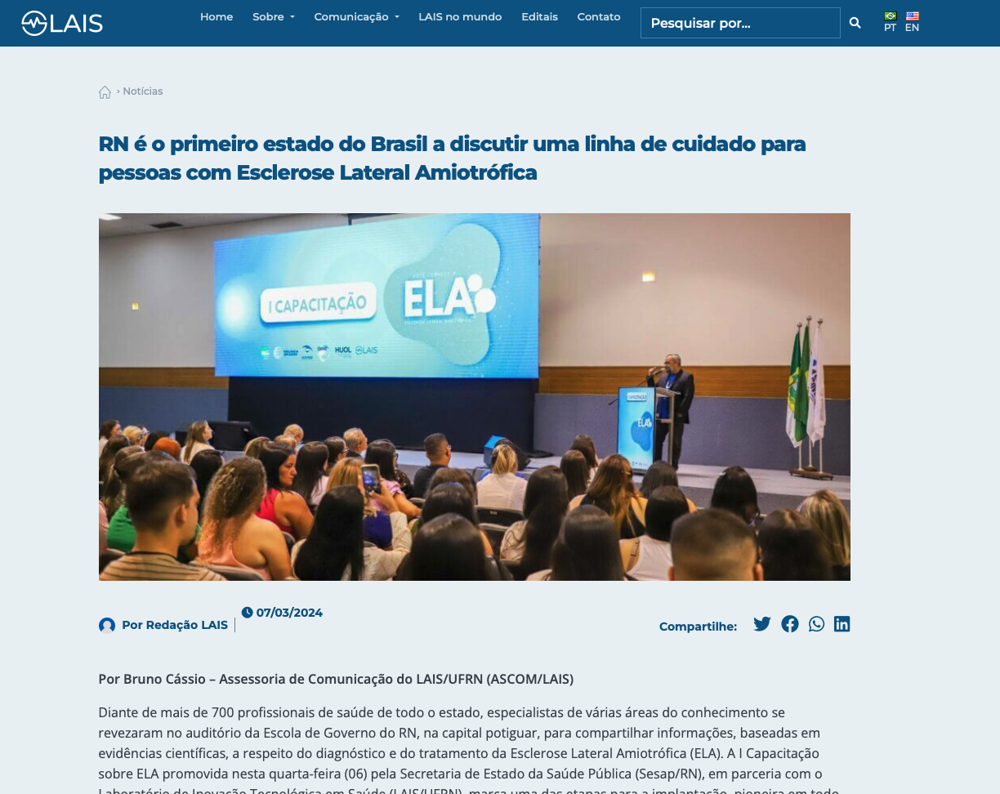 LAIS
Home Sobre Comunicação LAIS no mundo Editais Contato
Pesquisar por...
PT EN
› Notícias
RN é o primeiro estado do Brasil a discutir uma linha de cuidado para
pessoas com Esclerose Lateral Amiotrófica
I CAPACITAÇÃO
ELA
HUOL LAIS
CAPACITAÇÃO
ELA
07/03/2024
Por Redação LAIS
Compartilhe:
Por Bruno Cássio – Assessoria de Comunicação do LAIS/UFRN (ASCOM/LAIS)
Diante de mais de 700 profissionais de saúde de todo o estado, especialistas de várias áreas do conhecimento se
revezaram no auditório da Escola de Governo do RN, na capital potiguar, para compartilhar informações, baseadas em
evidências científicas, a respeito do diagnóstico e do tratamento da Esclerose Lateral Amiotrófica (ELA). A I Capacitação
sobre ELA promovida nesta quarta-feira (06) pela Secretaria de Estado da Saúde Pública (Sesap/RN), em parceria com o
Laboratório de Inovação Tecnológica em Saúde (LAIS/UFRN), marca uma das etapas para a implantação, pioneira em todo